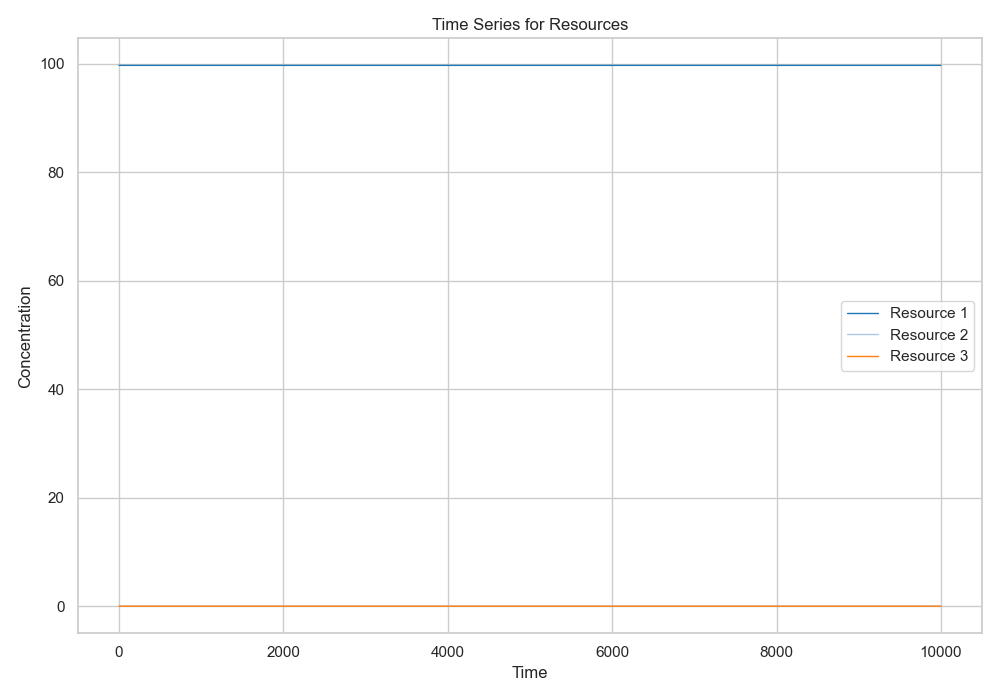 Time Series for Resources
100
80
60
40
20
0
Concentration
Resource 1
Resource 2
Resource 3
0 2000 4000 6000 8000 10000
Time